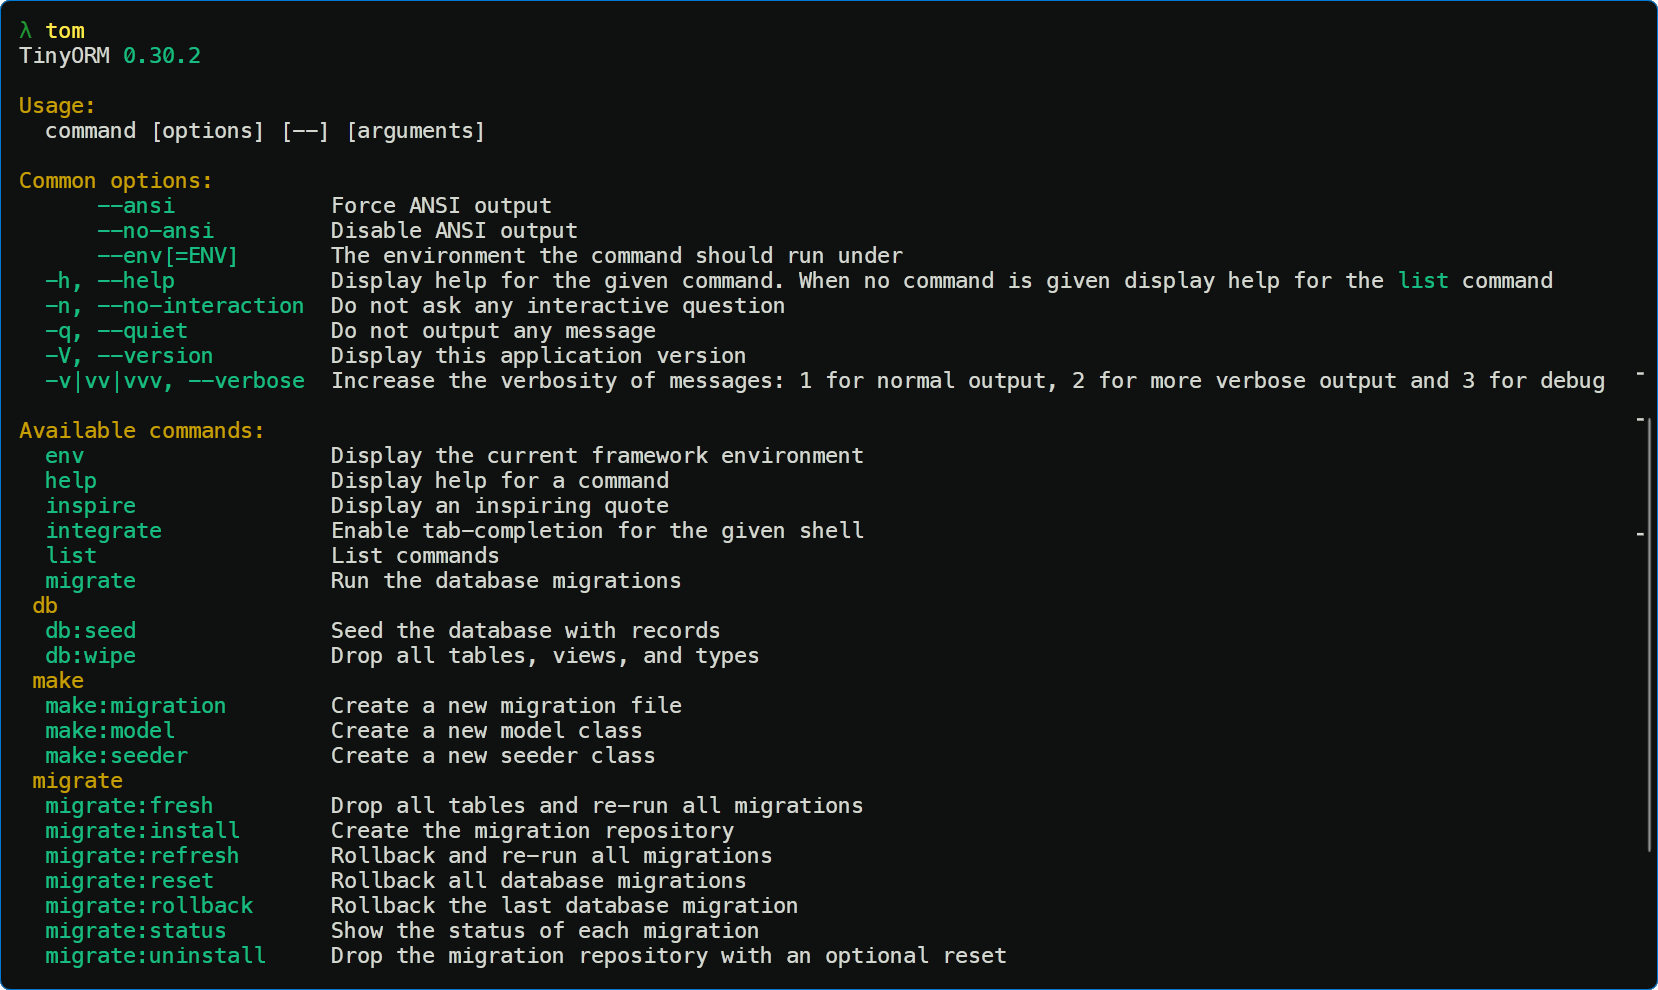 λ tom
TinyORM 0.30.2
Usage:
command [options] [--] [arguments]
Common options:
--ansi Force ANSI output
--no-ansi Disable ANSI output
--env[=ENV] The environment the command should run under
-h, --help Display help for the given command. When no command is given display help for the list command
-n, --no-interaction Do not ask any interactive question
-q, --quiet Do not output any message
-V, --version Display this application version
-v|vv|vvv, --verbose Increase the verbosity of messages: 1 for normal output, 2 for more verbose output and 3 for debug
Available commands:
env Display the current framework environment
help Display help for a command
inspire Display an inspiring quote
integrate Enable tab-completion for the given shell
list List commands
migrate Run the database migrations
db
db:seed Seed the database with records
db:wipe Drop all tables, views, and types
make
make:migration Create a new migration file
make:model Create a new model class
make:seeder Create a new seeder class
migrate
migrate:fresh Drop all tables and re-run all migrations
migrate:install Create the migration repository
migrate:refresh Rollback and re-run all migrations
migrate:reset Rollback all database migrations
migrate:rollback Rollback the last database migration
migrate:status Show the status of each migration
migrate:uninstall Drop the migration repository with an optional reset